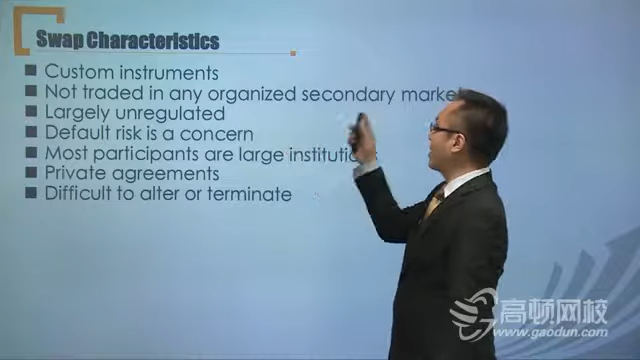 Swap Characteristics
Custom instruments
Not traded in any organized secondary marke
Largely unregulated
Default risk is a concern
Most participants are large institutio
Private agreements
Difficult to alter or terminate
高顿网校
www.gaodun.com